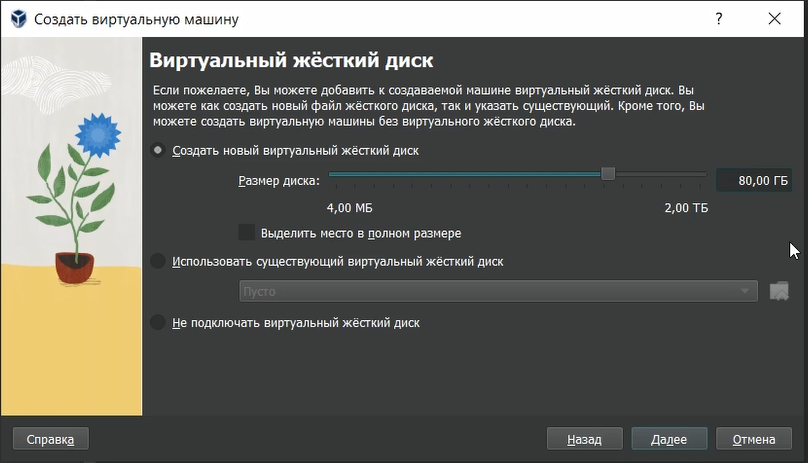 Создать виртуальную машину
?
Виртуальный жёсткий диск
Если пожелаете, Вы можете добавить к создаваемой машине виртуальный жёсткий диск. Вы
можете как создать новый файл жёсткого диска, так и указать существующий. Кроме того, Вы
можете создать виртуальную машины без виртуального жёсткого диска.
Создать новый виртуальный жёсткий диск
Размер диска:
80,00 ГБ
4,00 МБ
2,00 ТБ
Выделить место в полном размере
Использовать существующий виртуальный жёсткий диск
Пусто
Не подключать виртуальный жёсткий диск
Справка
Назад
Далее
Отмена